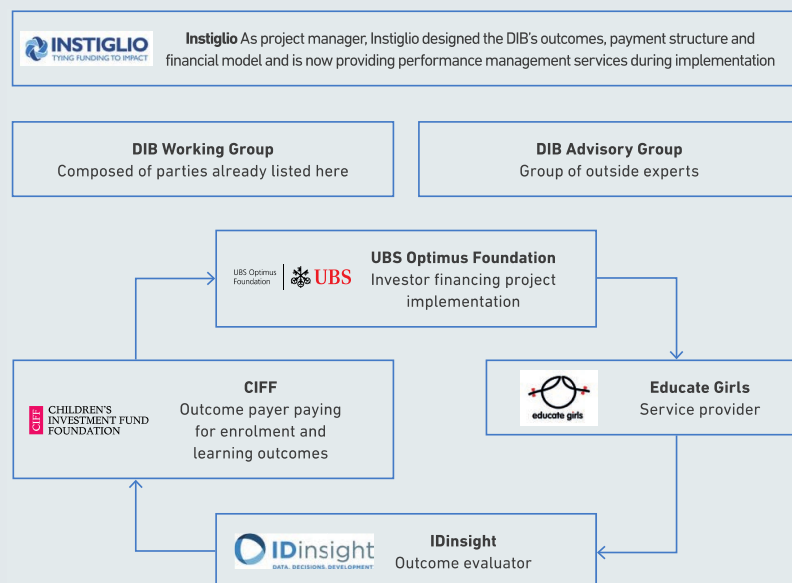 INSTIGLIO
TYING FUNDING TO IMPACT
Instiglio As project manager, Instiglio designed the DIB's outcomes, payment structure and
financial model and is now providing performance management services during implementation
DIB Working Group
Composed of parties already listed here
DIB Advisory Group
Group of outside experts
UBS Optimus
Foundation
UBS
UBS Optimus Foundation
Investor financing project
implementation
CIFF
CHILDREN'S
INVESTMENT FUND
FOUNDATION
CIFF
Outcome payer paying
for enrolment and
learning outcomes
educate girls
Educate Girls
Service provider
IDinsight
DATA. DECISIONS. DEVELOPMENT.
IDinsight
Outcome evaluator